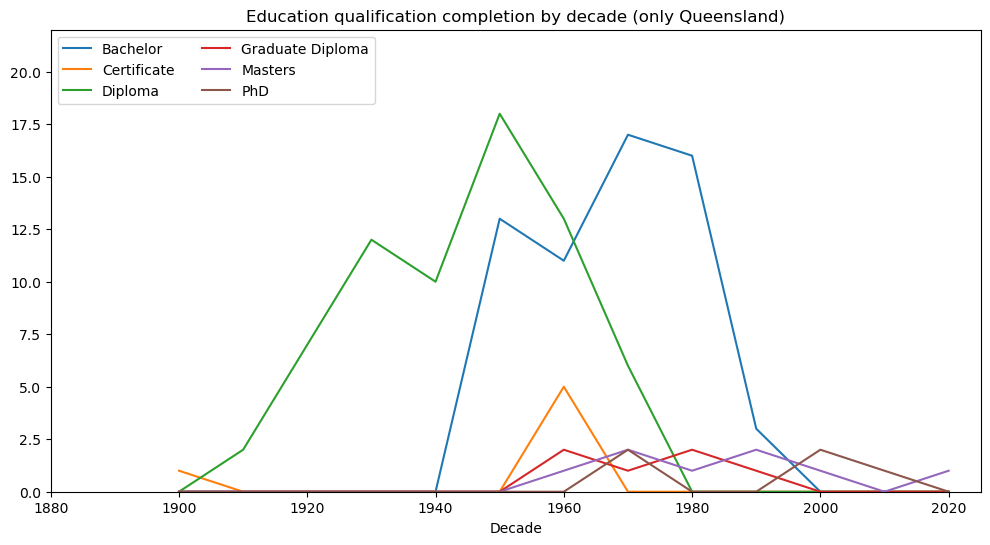 Education qualification completion by decade (only Queensland)
Bachelor
Certificate
Diploma
Graduate Diploma
Masters
PhD
20.0
17.5
15.0
12.5
10.0
7.5
5.0
2.5
0.0
1880 1900 1920 1940 1960 1980 2000 2020
Decade